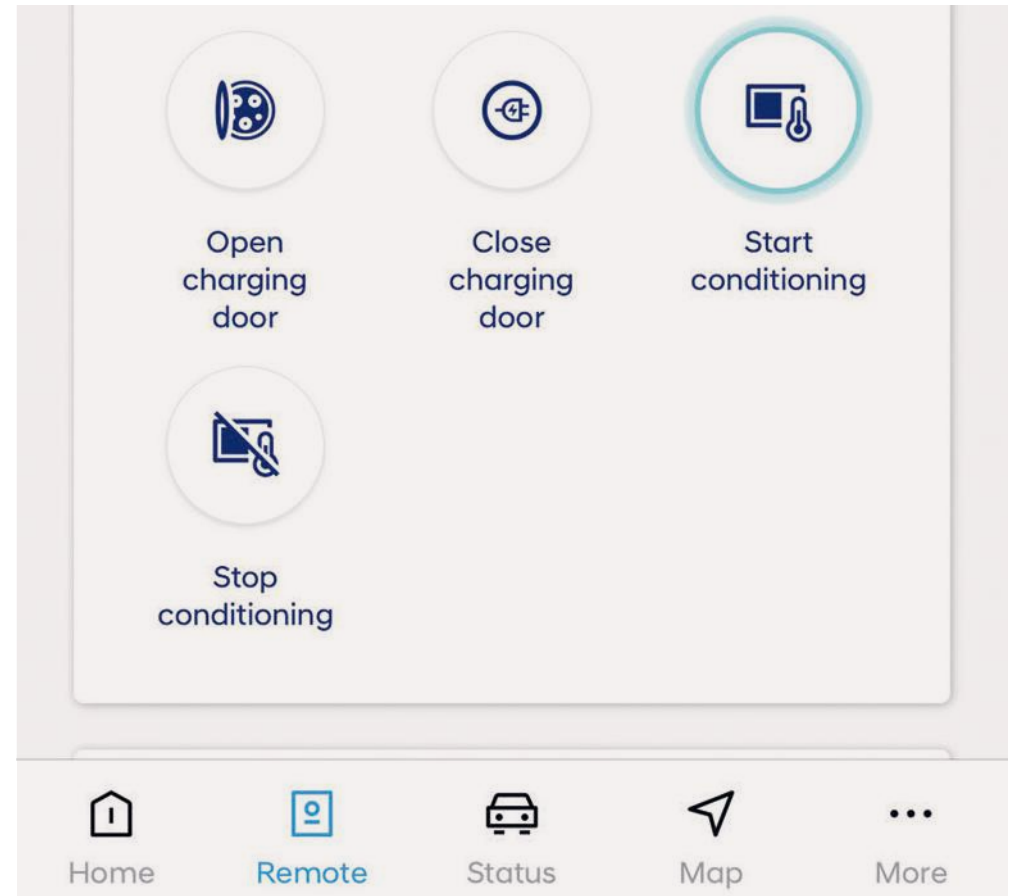 Open
charging
door
Close
charging
door
Start
conditioning
Stop
conditioning
Home
Remote
Status
Map
More